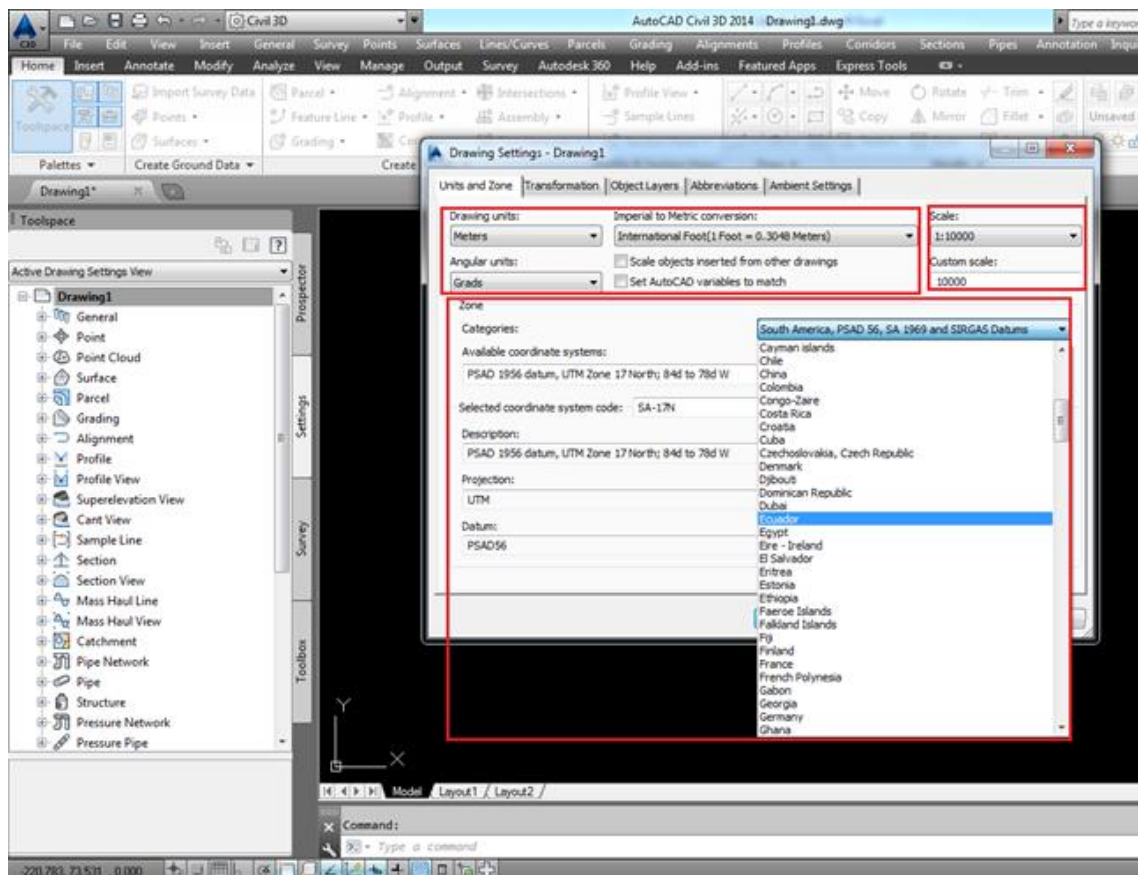 Civil 3D
AutoCAD Civil 3D 2014 Drawing1.dwg
Type a keyword
C3D File Edit View Insert General Survey Points Surfaces Lines/Curves Parcels Grading Alignments Profiles Corridors Sections Pipes Annotation
Home Insert Annotate Modify Analyze View Manage Output Survey Autodesk 360 Help Add-ins Featured Apps Express Tools
Toolspace
Import Survey Data
Points
Surfaces
Parcel
Feature Line
Grading
Alignment
Profile
Intersections
Assembly
Profile View
Sample Lines
Move
Copy
Rotate
Mirror
Trim
Fillet
Unsaved
Palettes
Create Ground Data
Create
Drawing1*
Toolspace
Active Drawing Settings View
Drawing1
General
Point
Point Cloud
Surface
Parcel
Grading
Alignment
Profile
Profile View
Superelevation View
Cant View
Sample Line
Section
Section View
Mass Haul Line
Mass Haul View
Catchment
Pipe Network
Pipe
Structure
Pressure Network
Pressure Pipe
Prospector
Settings
Survey
Toolbox
Drawing Settings - Drawing1
Units and Zone Transformation Object Layers Abbreviations Ambient Settings
Drawing units:
Meters
Imperial to Metric conversion:
International Foot(1 Foot = 0.3048 Meters)
Scale:
1:10000
Angular units:
Grads
Scale objects inserted from other drawings
Set AutoCAD variables to match
Custom scale:
10000
Zone
Categories:
South America, PSAD 56, SA 1969 and SIRGAS Datums
Available coordinate systems:
PSAD 1956 datum, UTM Zone 17 North; 84d to 78d W
Selected coordinate system code: SA-17N
Description:
PSAD 1956 datum, UTM Zone 17 North; 84d to 78d W
Projection:
UTM
Datum:
PSAD56
Cayman islands
Chile
China
Colombia
Congo-Zaire
Costa Rica
Croatia
Cuba
Czechoslovakia, Czech Republic
Denmark
Djibouti
Dominican Republic
Dubai
Ecuador
Egypt
Eire - Ireland
El Salvador
Eritrea
Estonia
Ethiopia
Faeroe Islands
Falkland Islands
Fiji
Finland
France
French Polynesia
Gabon
Georgia
Germany
Ghana
Y
X
Model Layout1 Layout2
Command:
Type a command